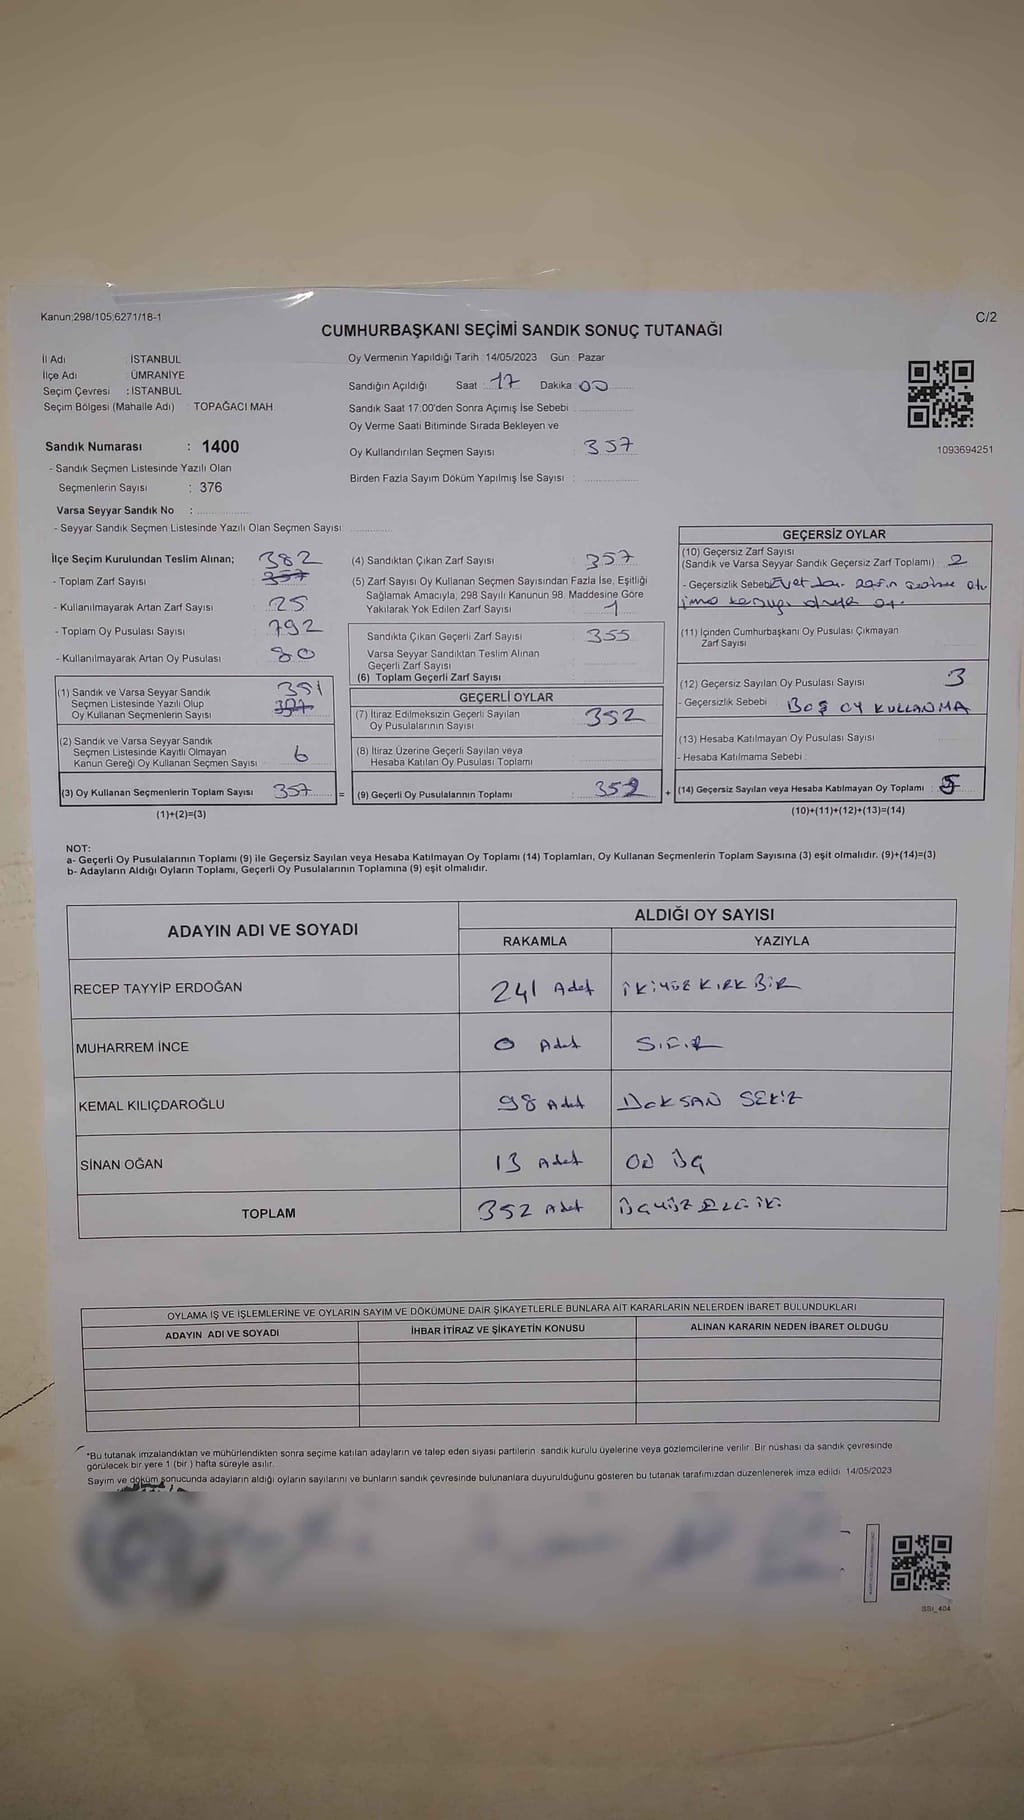 Kanun;298/105,6271/18-1
C/2
CUMHURBAŞKANI SEÇİMİ SANDIK SONUÇ TUTANAĞI
İl Adı : İSTANBUL
İlçe Adı : ÜMRANİYE
Seçim Çevresi : İSTANBUL
Seçim Bölgesi (Mahalle Adı) : TOPAĞACI MAH.
Oy Vermenin Yapıldığı Tarih : 14/05/2023 Gün : Pazar
Sandığın Açıldığı Saat : 17 Dakika 00
Sandık Saat 17:00'den Sonra Açımış İse Sebebi :
Oy Verme Saati Bitiminde Sırada Bekleyen ve
Oy Kullandırılan Seçmen Sayısı : 357
Birden Fazla Sayım Döküm Yapılmış İse Sayısı :
1093694251
Sandık Numarası : 1400
- Sandık Seçmen Listesinde Yazılı Olan
Seçmenlerin Sayısı : 376
Varsa Seyyar Sandık No :
- Seyyar Sandık Seçmen Listesinde Yazılı Olan Seçmen Sayısı:
İlçe Seçim Kurulundan Teslim Alınan;
382
- Toplam Zarf Sayısı : 357
- Kullanılmayarak Artan Zarf Sayısı : 25
- Toplam Oy Pusulası Sayısı : 792
- Kullanılmayarak Artan Oy Pusulası : 80
(1) Sandık ve Varsa Seyyar Sandık
Seçmen Listesinde Yazılı Olup
Oy Kullanan Seçmenlerin Sayısı : 351
(2) Sandık ve Varsa Seyyar Sandık
Seçmen Listesinde Kayıtlı Olmayan
Kanun Gereği Oy Kullanan Seçmen Sayısı : 6
(3) Oy Kullanan Seçmenlerin Toplam Sayısı : 357 =
(1)+(2)=(3)
(4) Sandıktan Çıkan Zarf Sayısı : 357
(5) Zarf Sayısı Oy Kullanan Seçmen Sayısından Fazla İse, Eşitliği
Sağlamak Amacıyla, 298 Sayılı Kanunun 98. Maddesine Göre
Yakılarak Yok Edilen Zarf Sayısı : 1
Sandıkta Çıkan Geçerli Zarf Sayısı : 355
Varsa Seyyar Sandıktan Teslim Alınan
Geçerli Zarf Sayısı
(6) Toplam Geçerli Zarf Sayısı
GEÇERLİ OYLAR
(7) İtiraz Edilmeksizin Geçerli Sayılan
Oy Pusulalarının Sayısı : 352
(8) İtiraz Üzerine Geçerli Sayılan veya
Hesaba Katılan Oy Pusulası Toplamı :
(9) Geçerli Oy Pusulalarının Toplamı : 352 +
GEÇERSİZ OYLAR
(10) Geçersiz Zarf Sayısı
(Sandık ve Varsa Seyyar Sandık Geçersiz Zarf Toplamı) : 2
- Geçersizlik Sebebi:
(11) İçinden Cumhurbaşkanı Oy Pusulası Çıkmayan
Zarf Sayısı
(12) Geçersiz Sayılan Oy Pusulası Sayısı : 3
- Geçersizlik Sebebi : BOŞ OY KULLANMA
(13) Hesaba Katılmayan Oy Pusulası Sayısı :
- Hesaba Katılmama Sebebi :
(14) Geçersiz Sayılan veya Hesaba Katılmayan Oy Toplamı : 5
(10)+(11)+(12)+(13)=(14)
NOT:
a- Geçerli Oy Pusulalarının Toplamı (9) ile Geçersiz Sayılan veya Hesaba Katılmayan Oy Toplamı (14) Toplamları, Oy Kullanan Seçmenlerin Toplam Sayısına (3) eşit olmalıdır. (9)+(14)=(3)
b- Adayların Aldığı Oyların Toplamı, Geçerli Oy Pusulalarının Toplamına (9) eşit olmalıdır.
ADAYIN ADI VE SOYADI
ALDIĞI OY SAYISI
RAKAMLA YAZIYLA
RECEP TAYYİP ERDOĞAN 241 Adet İKİYÜZ KIRK BİR
MUHARREM İNCE 0 Adet SIFIR
KEMAL KILIÇDAROĞLU 98 Adet DOKSAN SEKİZ
SİNAN OĞAN 13 Adet ON ÜÇ
TOPLAM 352 Adet ÜÇYÜZ ELLİ İKİ
OYLAMA İŞ VE İŞLEMLERİNE VE OYLARIN SAYIM VE DÖKÜMÜNE DAİR ŞİKAYETLERLE BUNLARA AİT KARARLARIN NELERDEN İBARET BULUNDUKLARI
ADAYIN ADI VE SOYADI İHBAR İTİRAZ VE ŞİKAYETİN KONUSU ALINAN KARARIN NEDEN İBARET OLDUĞU
*Bu tutanak imzalandıktan ve mühürlendikten sonra seçime katılan adayların ve talep eden siyasi partilerin sandık kurulu üyelerine veya gözlemcilerine verilir. Bir nüshası da sandık çevresinde
görülecek bir yere 1 (bir ) hafta süreyle asılır.
Sayım ve döküm sonucunda adayların aldığı oyların sayılarını ve bunların sandık çevresinde bulunanlara duyurulduğunu gösteren bu tutanak tarafımızdan düzenlenerek imza edildi. 14/05/2023
SSI_404